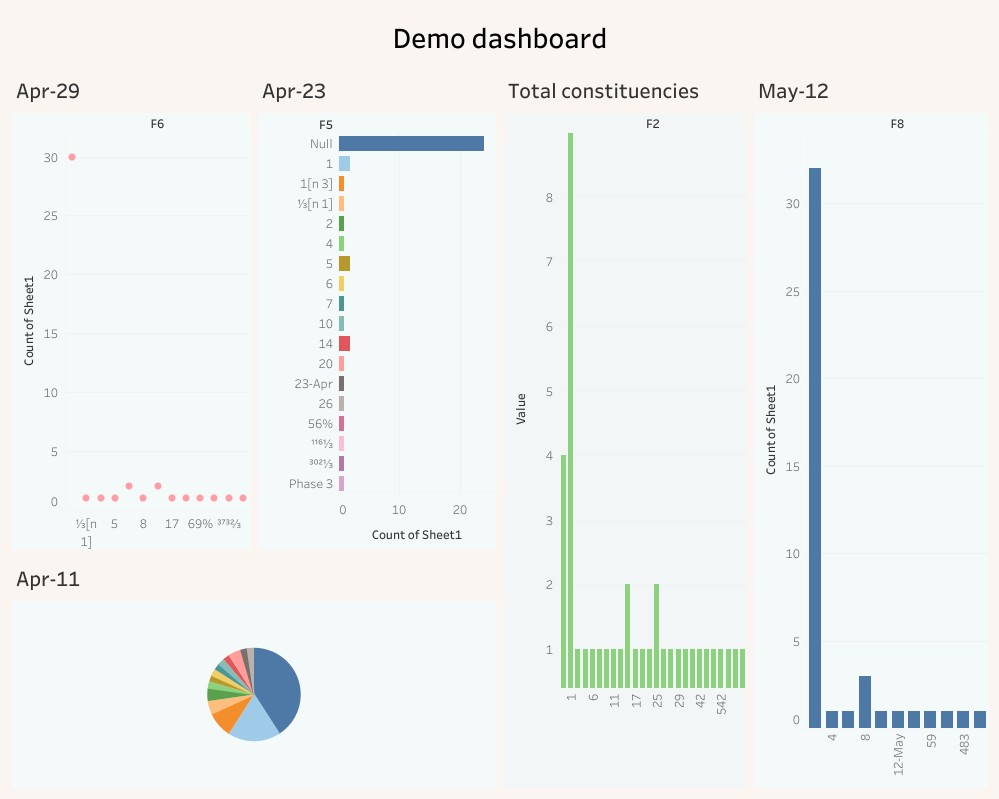 Demo dashboard
Apr-29
F6
Count of Sheet1
30
25
20
15
10
5
0
⅓[n 1]
5
8
17
69%
³⁷³²⁄₃
Apr-23
F5
Null
1
1[n 3]
⅓[n 1]
2
4
5
6
7
10
14
20
23-Apr
26
56%
¹¹⁶¹⁄₃
³⁰²¹⁄₃
Phase 3
0
10
20
Count of Sheet1
Total constituencies
F2
Value
8
7
6
5
4
3
2
1
1
6
11
17
25
29
42
542
May-12
F8
Count of Sheet1
30
25
20
15
10
5
0
4
8
12-May
59
483
Apr-11